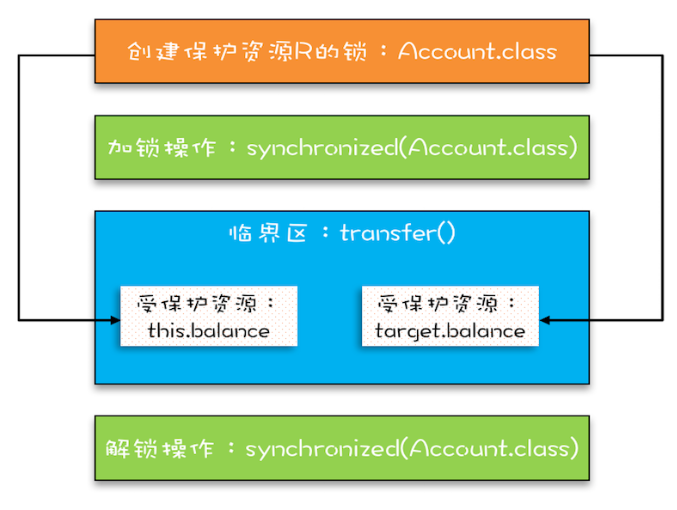 创建保护资源R的锁：Account.class
加锁操作：synchronized(Account.class)
临界区：transfer()
受保护资源：
this.balance
受保护资源：
target.balance
解锁操作：synchronized(Account.class)